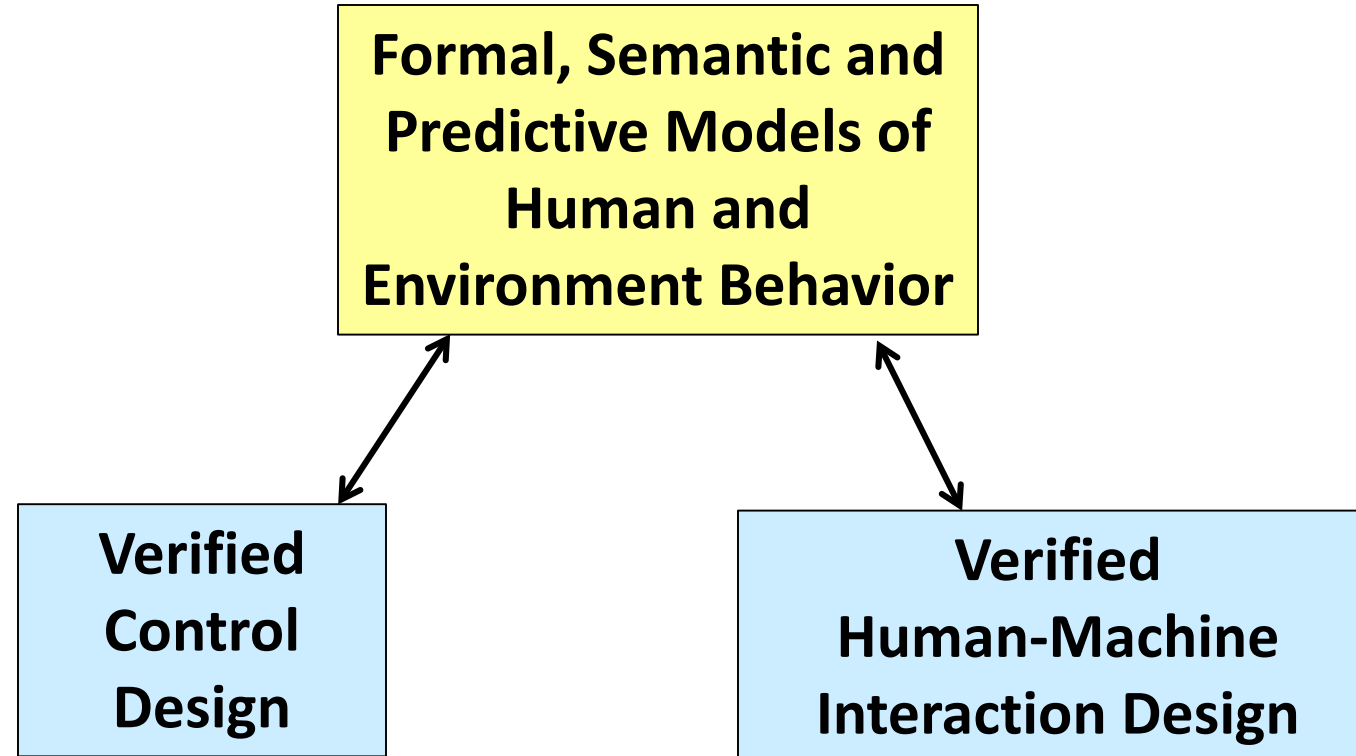 Formal, Semantic and
Predictive Models of
Human and
Environment Behavior
Verified
Control
Design
Verified
Human-Machine
Interaction Design